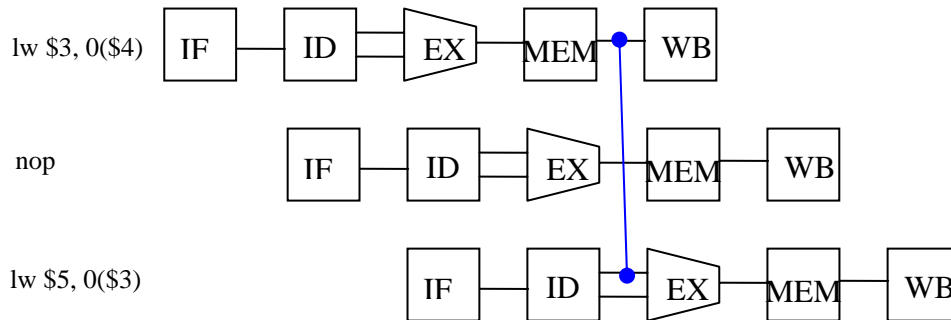 lw $3, 0($4) IF ID EX MEM WB
nop IF ID EX MEM WB
lw $5, 0($3) IF ID EX MEM WB